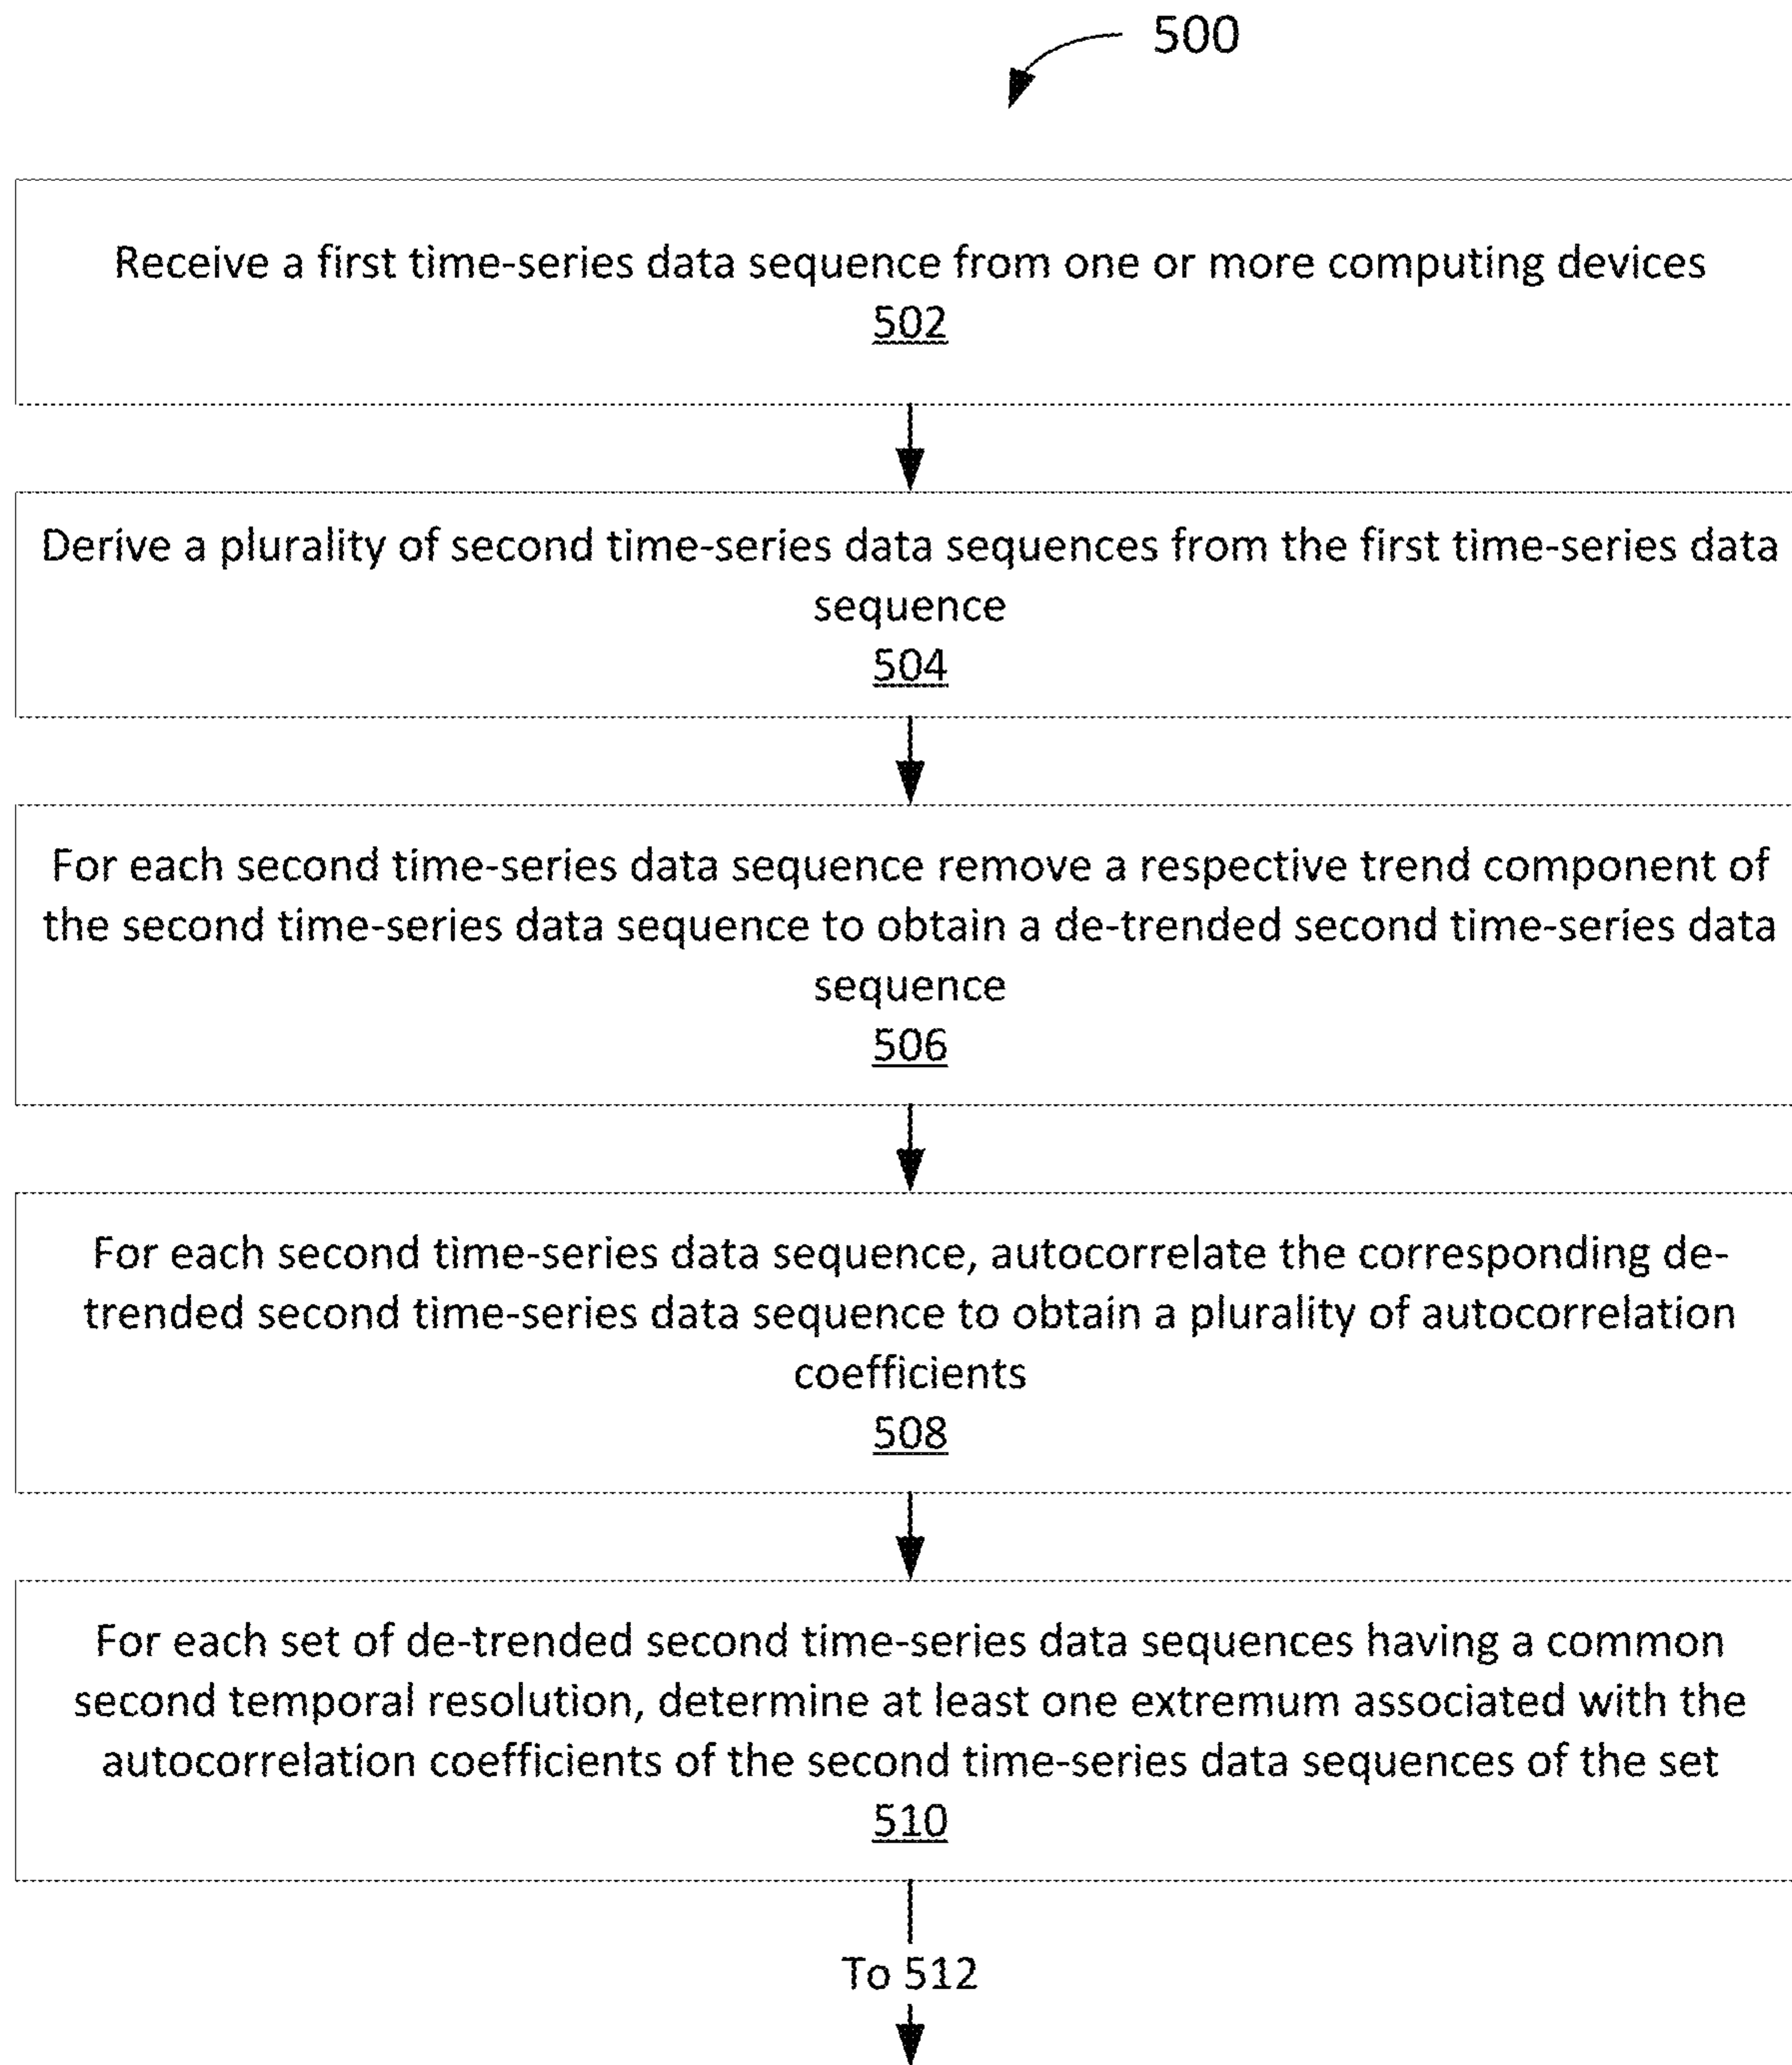 500
Receive a first time-series data sequence from one or more computing devices
502
Derive a plurality of second time-series data sequences from the first time-series data
sequence
504
For each second time-series data sequence remove a respective trend component of
the second time-series data sequence to obtain a de-trended second time-series data
sequence
506
For each second time-series data sequence, autocorrelate the corresponding de-
trended second time-series data sequence to obtain a plurality of autocorrelation
coefficients
508
For each set of de-trended second time-series data sequences having a common
second temporal resolution, determine at least one extremum associated with the
autocorrelation coefficients of the second time-series data sequences of the set
510
To 512